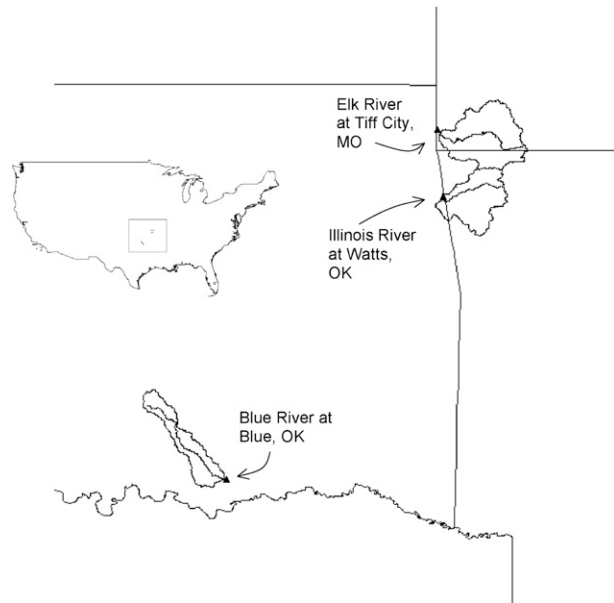 Elk River
at Tiff City,
MO
Illinois River
at Watts,
OK
Blue River at
Blue, OK